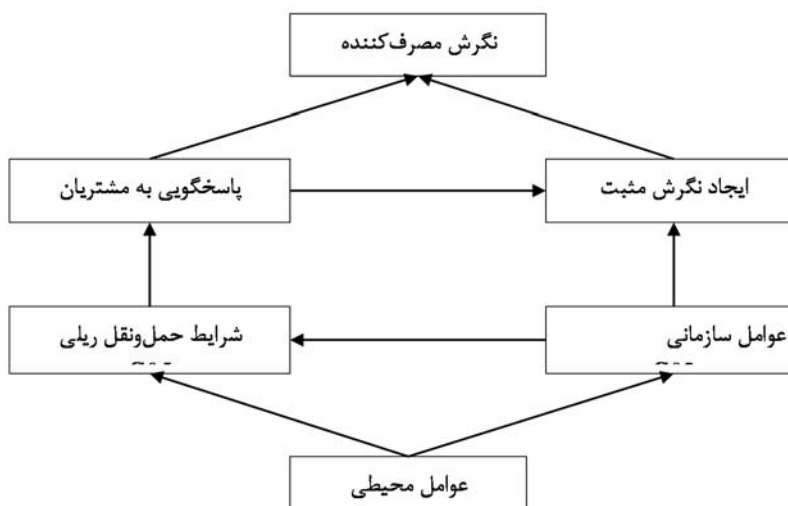 نگرش مصرف‌کننده
ایجاد نگرش مثبت
پاسخگویی به مشتریان
عوامل سازمانی
شرایط حمل‌ونقل ریلی
عوامل محیطی